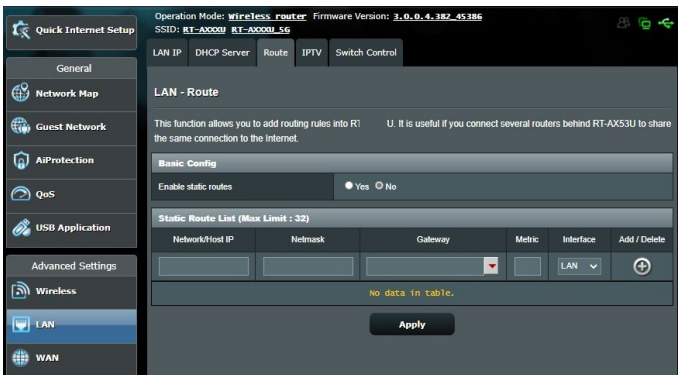 Operation Mode: Wireless router Firmware Version: 3.0.0.4.382_45386
SSID: RT-AXXXU RT-AXXXU_5G
Quick Internet Setup
General
Network Map
Guest Network
AiProtection
QoS
USB Application
Advanced Settings
Wireless
LAN
WAN
LAN IP DHCP Server Route IPTV Switch Control
LAN - Route
This function allows you to add routing rules into RT U. It is useful if you connect several routers behind RT-AX53U to share
the same connection to the Internet.
Basic Config
Enable static routes Yes No
Static Route List (Max Limit : 32)
Network/Host IP Netmask Gateway Metric Interface Add / Delete
LAN
No data in table.
Apply